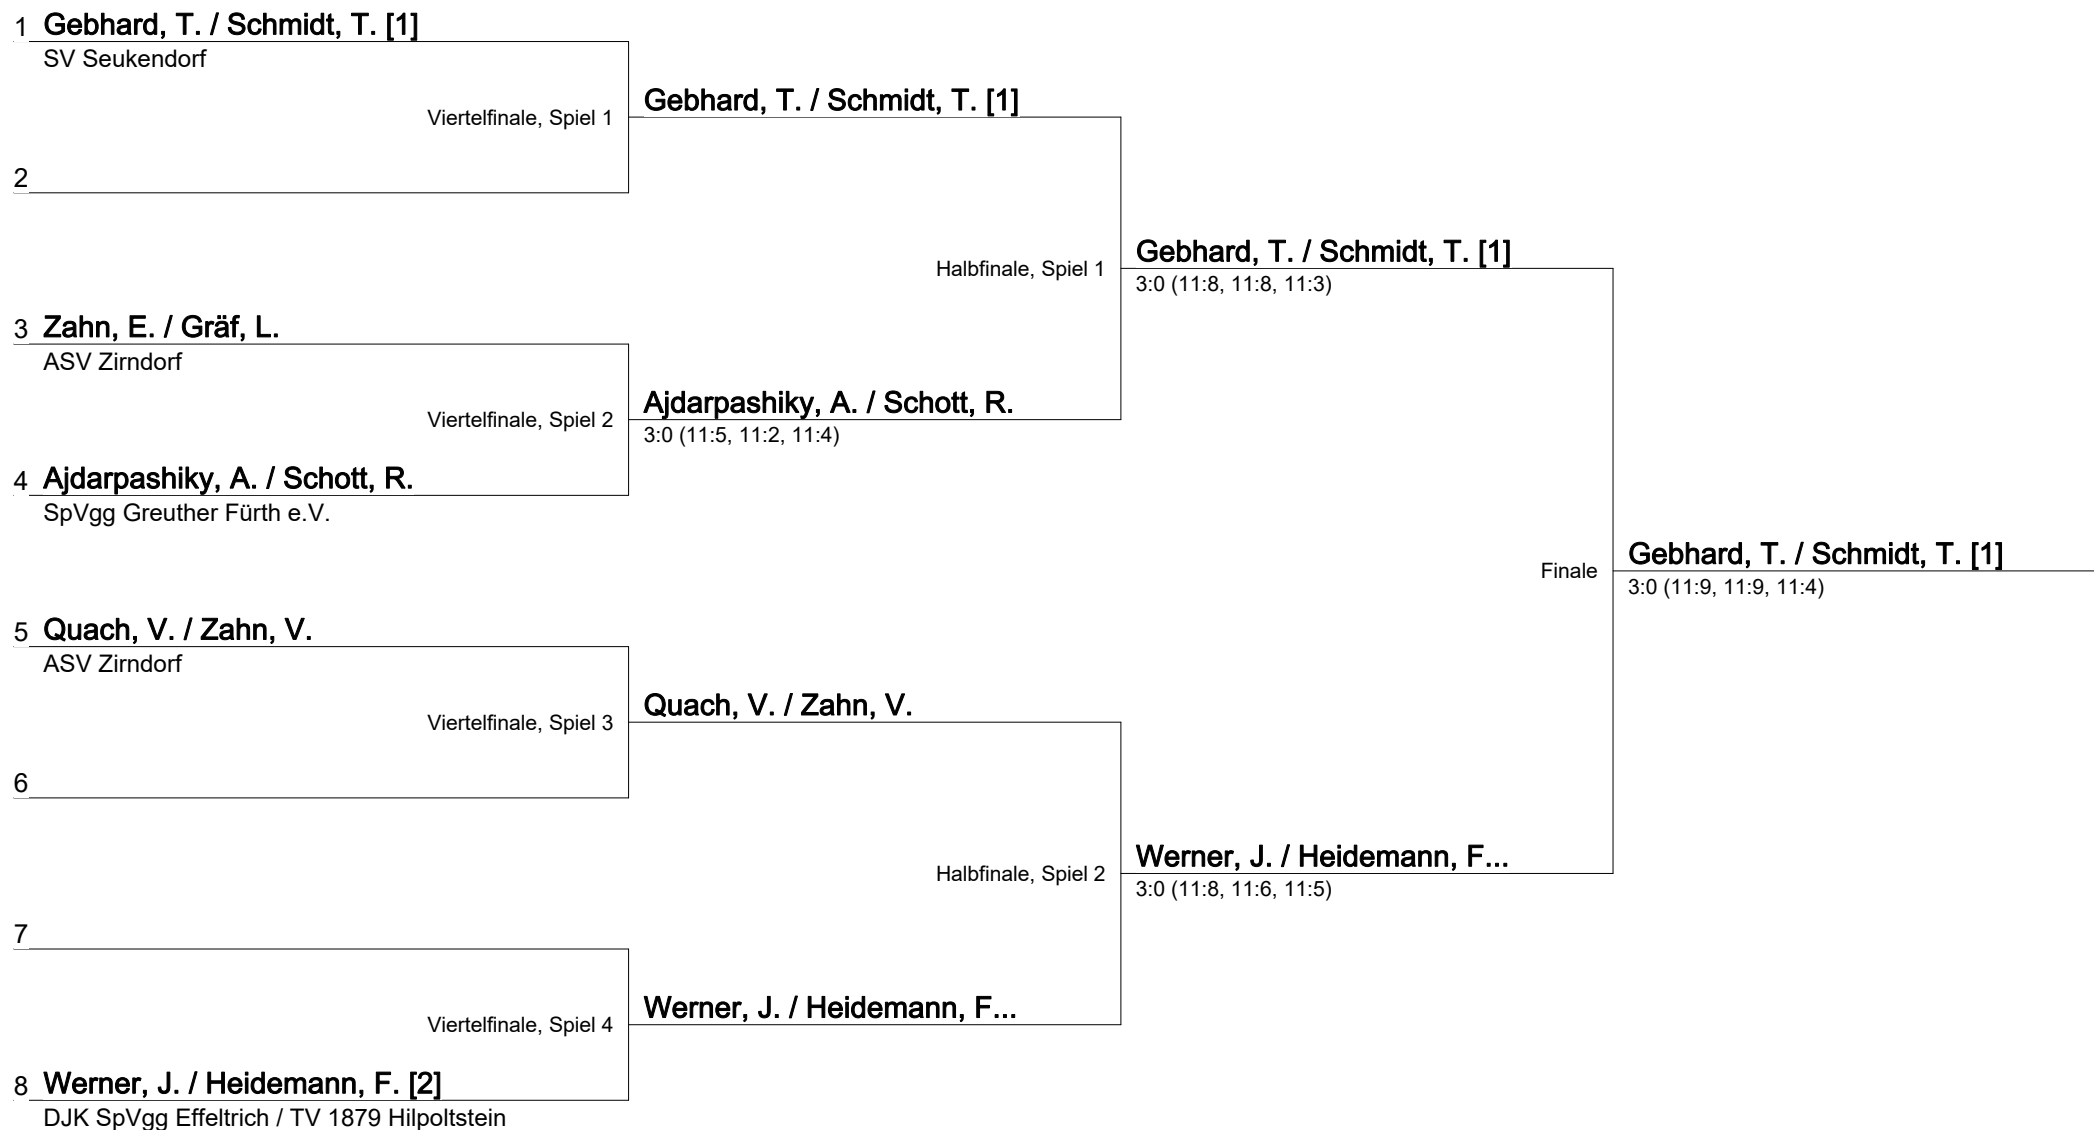 1 Gebhard, T. / Schmidt, T. [1]
SV Seukendorf
Viertelfinale, Spiel 1
Gebhard, T. / Schmidt, T. [1]
2
Halbfinale, Spiel 1
Gebhard, T. / Schmidt, T. [1]
3:0 (11:8, 11:8, 11:3)
3 Zahn, E. / Gräf, L.
ASV Zirndorf
Viertelfinale, Spiel 2
Ajdarpashiky, A. / Schott, R.
3:0 (11:5, 11:2, 11:4)
4 Ajdarpashiky, A. / Schott, R.
SpVgg Greuther Fürth e.V.
Finale
Gebhard, T. / Schmidt, T. [1]
3:0 (11:9, 11:9, 11:4)
5 Quach, V. / Zahn, V.
ASV Zirndorf
Viertelfinale, Spiel 3
Quach, V. / Zahn, V.
6
Halbfinale, Spiel 2
Werner, J. / Heidemann, F...
3:0 (11:8, 11:6, 11:5)
7
Viertelfinale, Spiel 4
Werner, J. / Heidemann, F...
8 Werner, J. / Heidemann, F. [2]
DJK SpVgg Effeltrich / TV 1879 Hilpoltstein